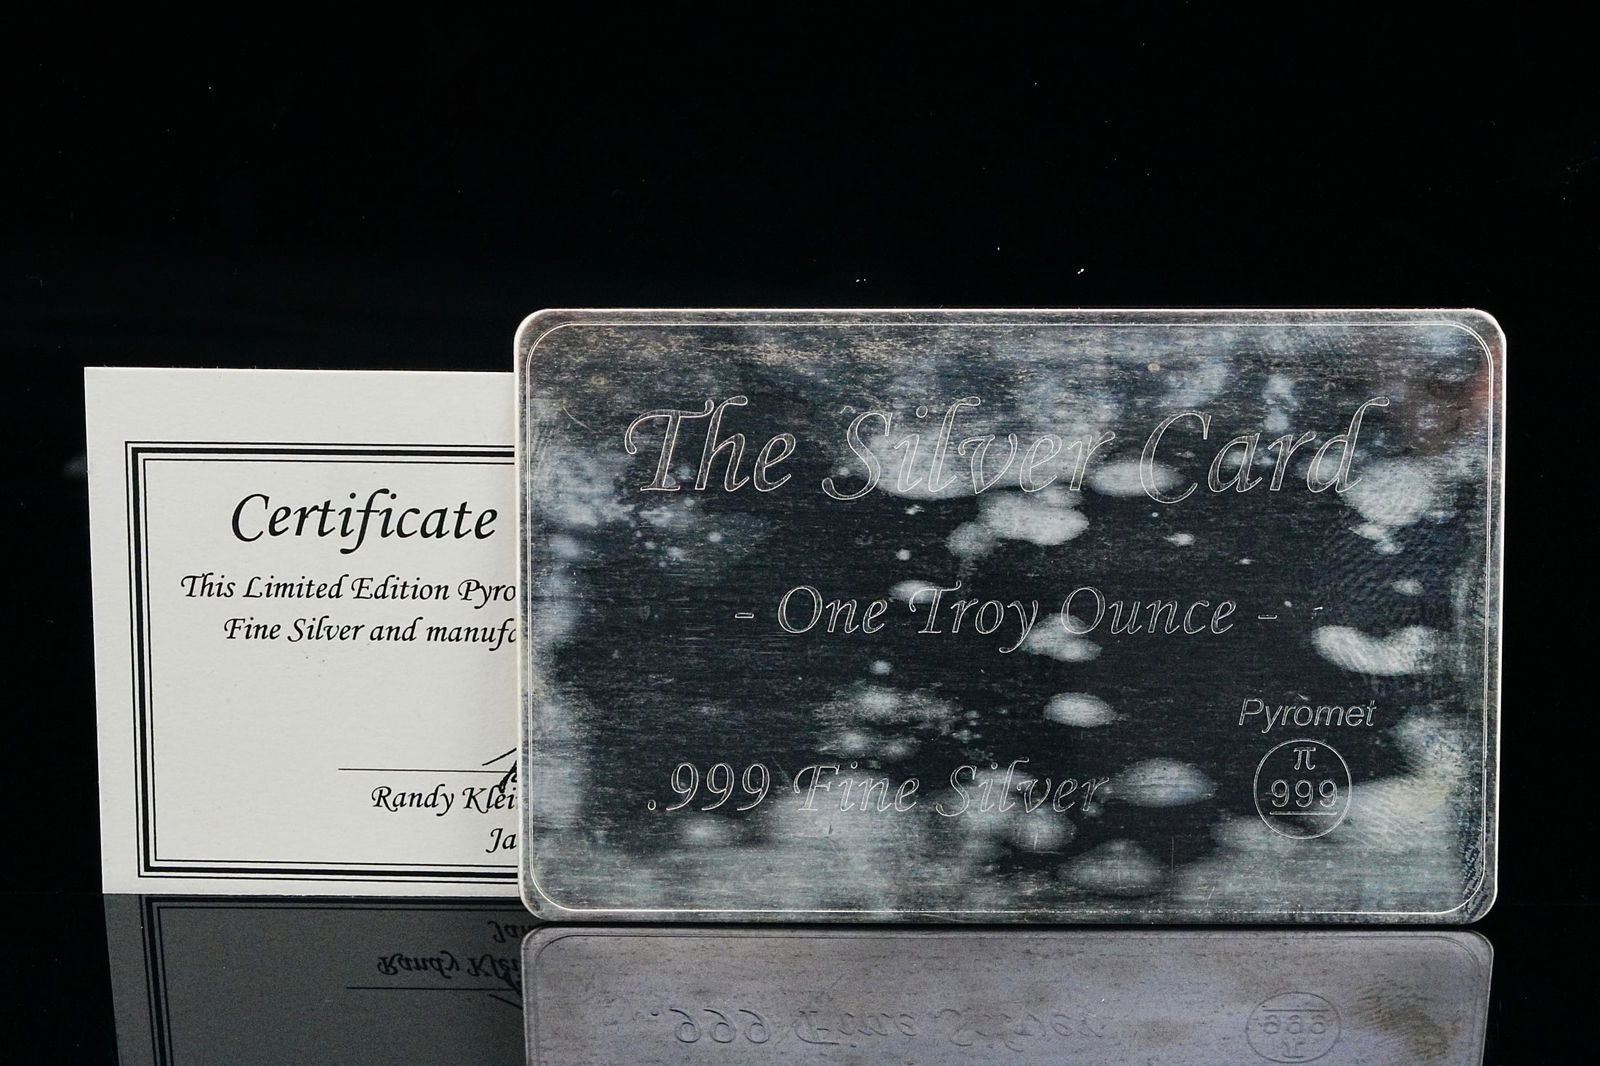 Certificate
This Limited Edition Pyro
Fine Silver and manufa
Randy Klei
Ja
The Silver Card
- One Troy Ounce -
.999 Fine Silver
Pyromet
π
999